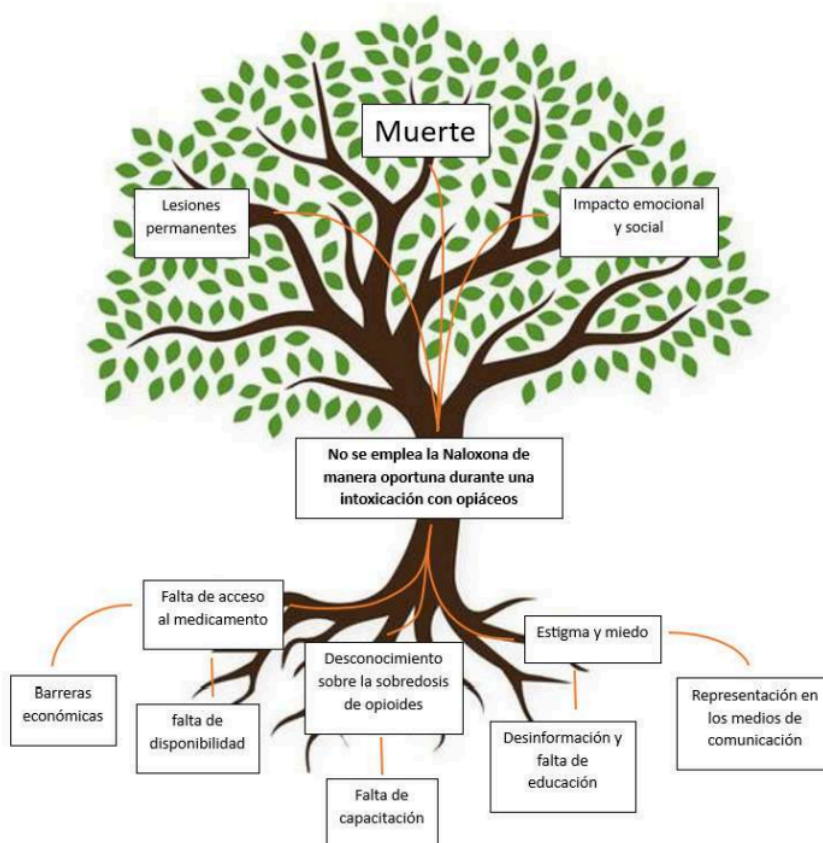 Muerte
Lesiones
permanentes
Impacto emocional
y social
No se emplea la Naloxona de
manera oportuna durante una
intoxicación con opiáceos
Falta de acceso
al medicamento
Estigma y miedo
Desconocimiento
sobre la sobredosis
de opioides
Barreras
económicas
falta de
disponibilidad
Representación en
los medios de
comunicación
Desinformación y
falta de
educación
Falta de
capacitación